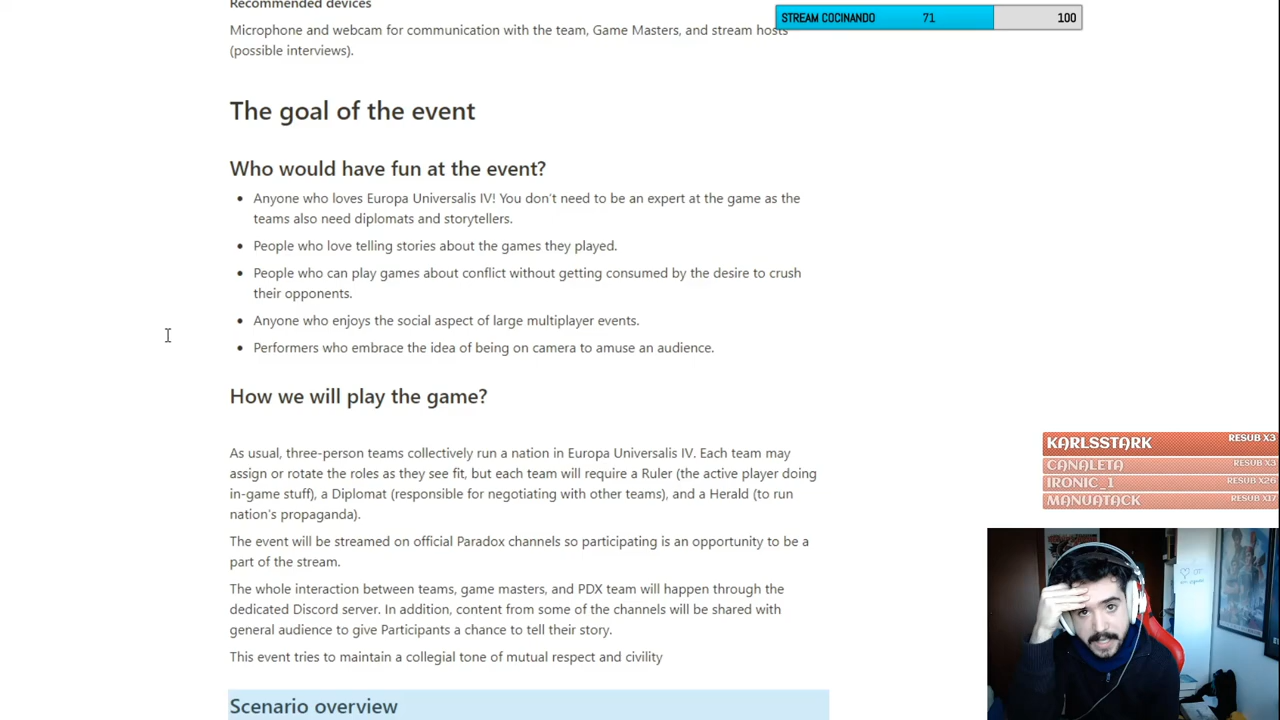 Recommended devices
STREAM COCINANDO 71 100
Microphone and webcam for communication with the team, Game Masters, and stream hosts
(possible interviews).
The goal of the event
Who would have fun at the event?
• Anyone who loves Europa Universalis IV! You don't need to be an expert at the game as the
teams also need diplomats and storytellers.
• People who love telling stories about the games they played.
• People who can play games about conflict without getting consumed by the desire to crush
their opponents.
• Anyone who enjoys the social aspect of large multiplayer events.
• Performers who embrace the idea of being on camera to amuse an audience.
How we will play the game?
As usual, three-person teams collectively run a nation in Europa Universalis IV. Each team may
assign or rotate the roles as they see fit, but each team will require a Ruler (the active player doing
in-game stuff), a Diplomat (responsible for negotiating with other teams), and a Herald (to run
nation's propaganda).
The event will be streamed on official Paradox channels so participating is an opportunity to be a
part of the stream.
The whole interaction between teams, game masters, and PDX team will happen through the
dedicated Discord server. In addition, content from some of the channels will be shared with
general audience to give Participants a chance to tell their story.
This event tries to maintain a collegial tone of mutual respect and civility
Scenario overview
KARLSSTARK RESUB X3
CANALETA RESUB X3
IRONIC_1 RESUB X26
MANUATACK RESUB X17